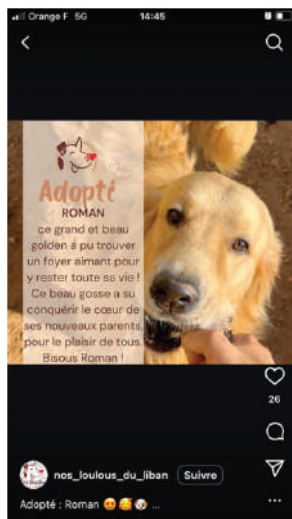 Orange F 5G 14:45
Adopté
ROMAN
ce grand et beau
golden a pu trouver
un foyer aimant pour
y rester toute sa vie !
Ce beau gosse a su
conquérir le cœur de
ses nouveaux parents,
pour le plaisir de tous.
Bisous Roman !
26
nos_loulous_du_liban Suivre
Adopté : Roman 😍🥰🐶 ...